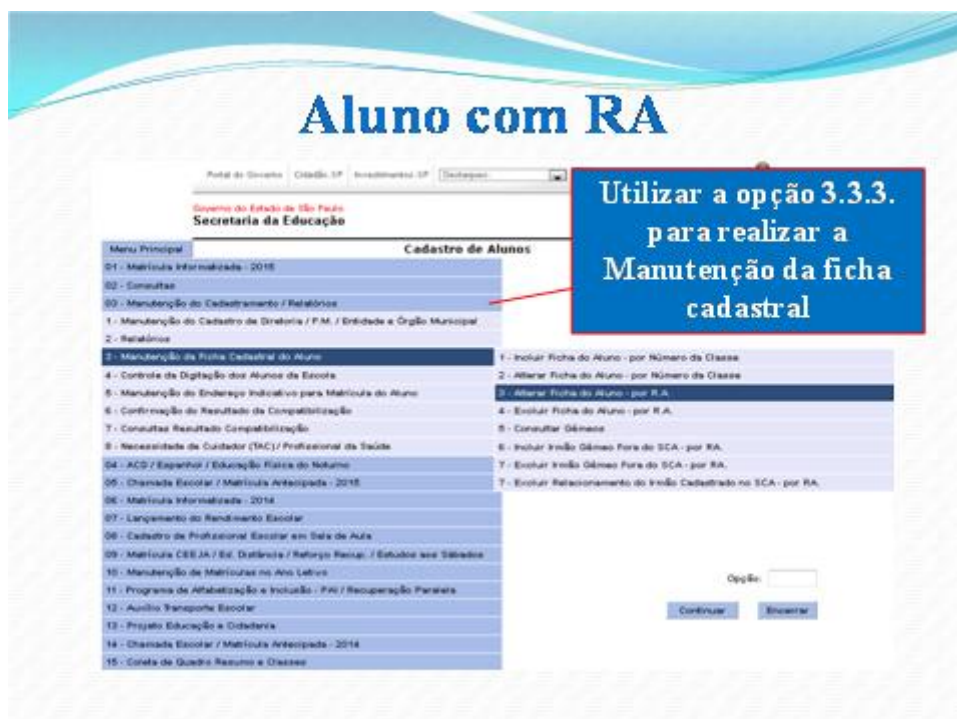 Aluno com RA
Portal do Governo Cidadão.SP Investimentos.SP Destaques:
Utilizar a opção 3.3.3.
para realizar a
Manutenção da ficha
cadastral
Governo do Estado de São Paulo
Secretaria da Educação
Menu Principal
Cadastro de Alunos
01 - Matrícula Informatizada - 2015
02 - Consultas
03 - Manutenção do Cadastramento / Relatórios
1 - Manutenção do Cadastro de Diretoria / P.M. / Entidade e Órgão Municipal
2 - Relatórios
3 - Manutenção da Ficha Cadastral do Aluno
4 - Controle da Digitação dos Alunos da Escola
5 - Manutenção do Endereço Indicativo para Matrícula do Aluno
6 - Confirmação do Resultado da Compatibilização
7 - Consultas Resultado Compatibilização
8 - Necessidade de Cuidador (TAC) / Profissional da Saúde
1 - Incluir Ficha do Aluno - por Número da Classe
2 - Alterar Ficha do Aluno - por Número da Classe
3 - Alterar Ficha do Aluno - por R.A.
4 - Excluir Ficha do Aluno - por R.A.
5 - Consultar Gêmeos
6 - Incluir Irmão Gêmeo Fora do SCA - por RA.
7 - Excluir Irmão Gêmeo Fora do SCA - por RA.
7 - Excluir Relacionamento do Irmão Cadastrado no SCA - por RA.
04 - ACD / Espanhol / Educação Física do Noturno
05 - Chamada Escolar / Matrícula Antecipada - 2015
06 - Matrícula Informatizada - 2014
07 - Lançamento do Rendimento Escolar
08 - Cadastro de Profissional Escolar em Sala de Aula
09 - Matrícula CEEJA / Ed. Distância / Reforço Recup. / Estudos aos Sábados
10 - Manutenção de Matrículas no Ano Letivo
11 - Programa de Alfabetização e Inclusão - PAI / Recuperação Paralela
12 - Auxílio Transporte Escolar
13 - Projeto Educação e Cidadania
14 - Chamada Escolar / Matrícula Antecipada - 2014
15 - Coleta de Quadro Resumo e Classes
Opção:
Continuar Encerrar